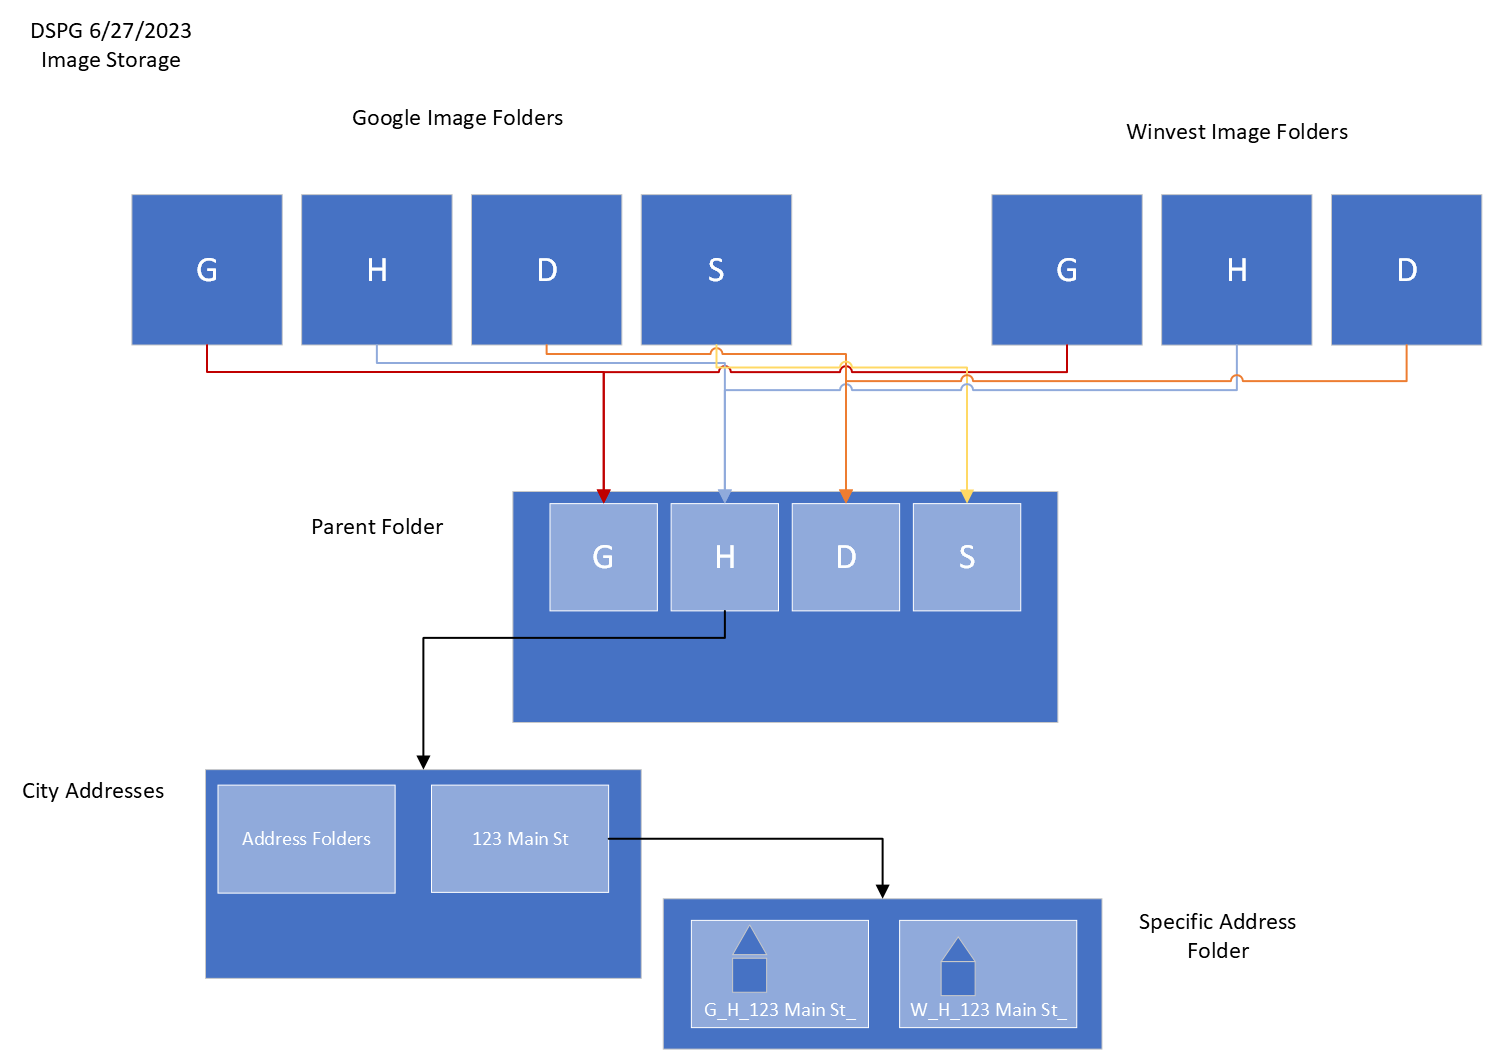 DSPG 6/27/2023
Image Storage
Google Image Folders
Winvest Image Folders
G
H
D
S
G
H
D
Parent Folder
G
H
D
S
City Addresses
Address Folders
123 Main St
Specific Address
Folder
G_H_123 Main St_
W_H_123 Main St_